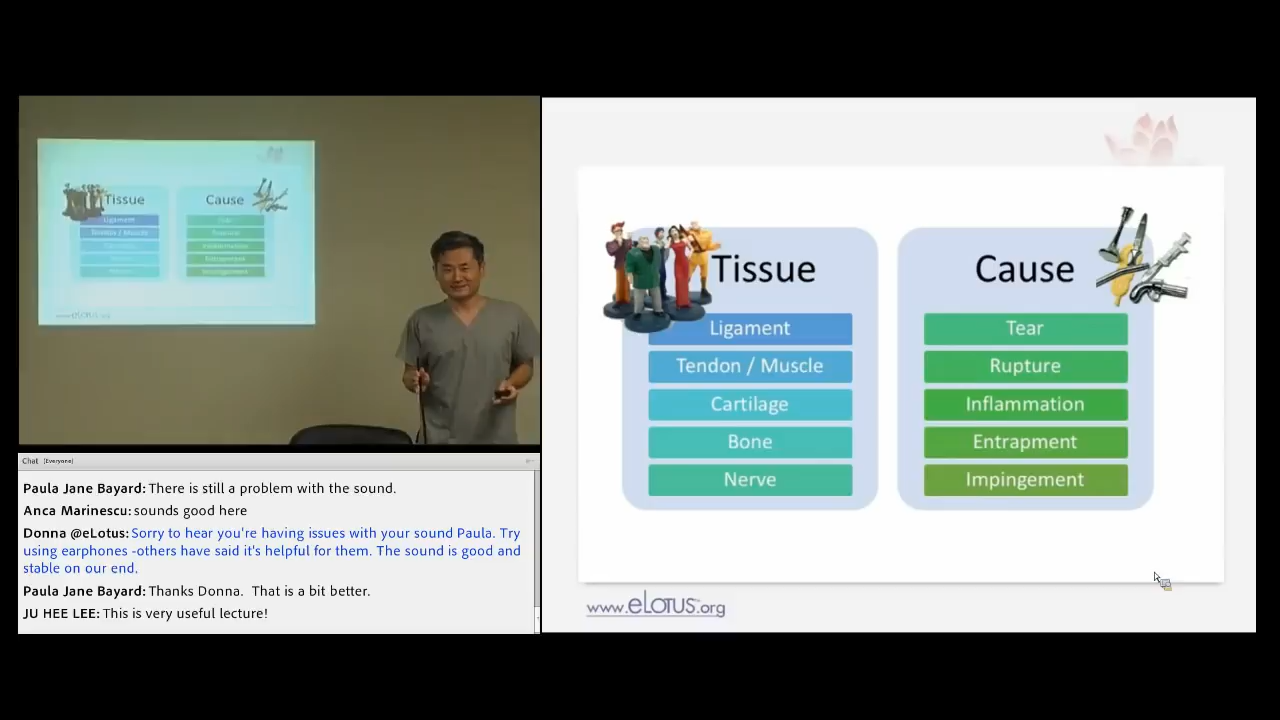 Tissue
Cause
Ligament
Tendon / Muscle
Tissue
Ligament
Tendon / Muscle
Cartilage
Bone
Nerve
Cause
Tear
Rupture
Inflammation
Entrapment
Impingement
www.eLOTUS.org
Chat (Everyone)
Paula Jane Bayard: There is still a problem with the sound.
Anca Marinescu: sounds good here
Donna @eLotus: Sorry to hear you're having issues with your sound Paula. Try
using earphones -others have said it's helpful for them. The sound is good and
stable on our end.
Paula Jane Bayard: Thanks Donna.  That is a bit better.
JU HEE LEE: This is very useful lecture!